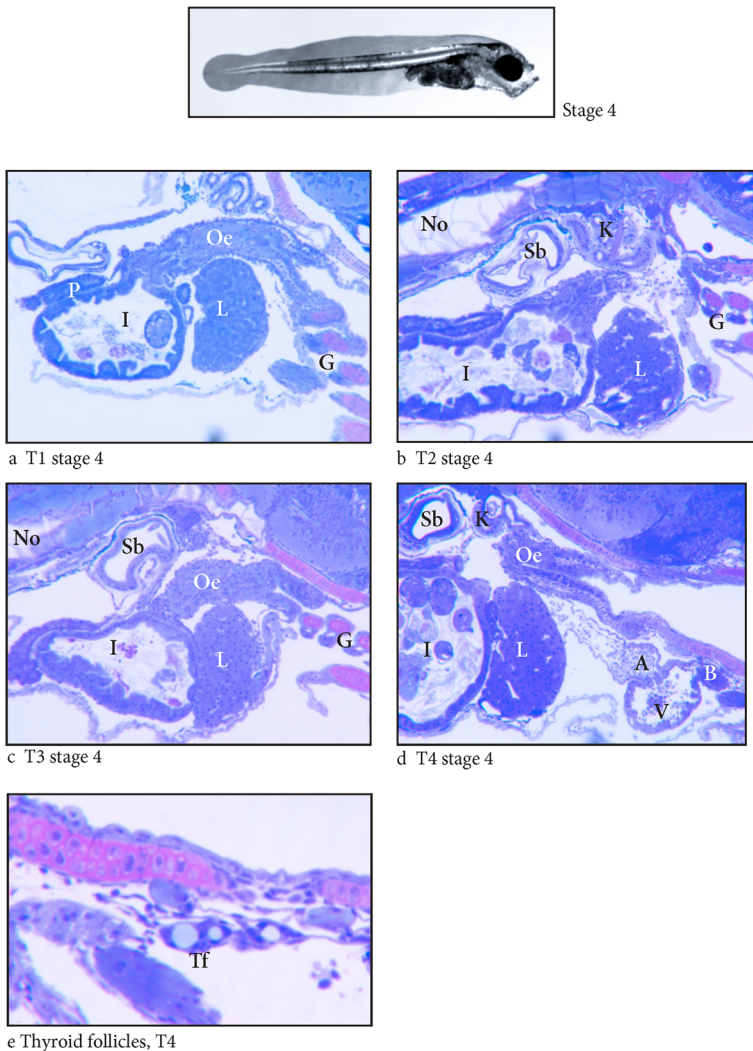 Stage 4
Oe
P
I
L
G
a T1 stage 4
No
Sb
K
G
I
L
b T2 stage 4
No
Sb
Oe
I
L
G
c T3 stage 4
Sb
K
Oe
I
L
A
B
V
d T4 stage 4
Tf
e Thyroid follicles, T4